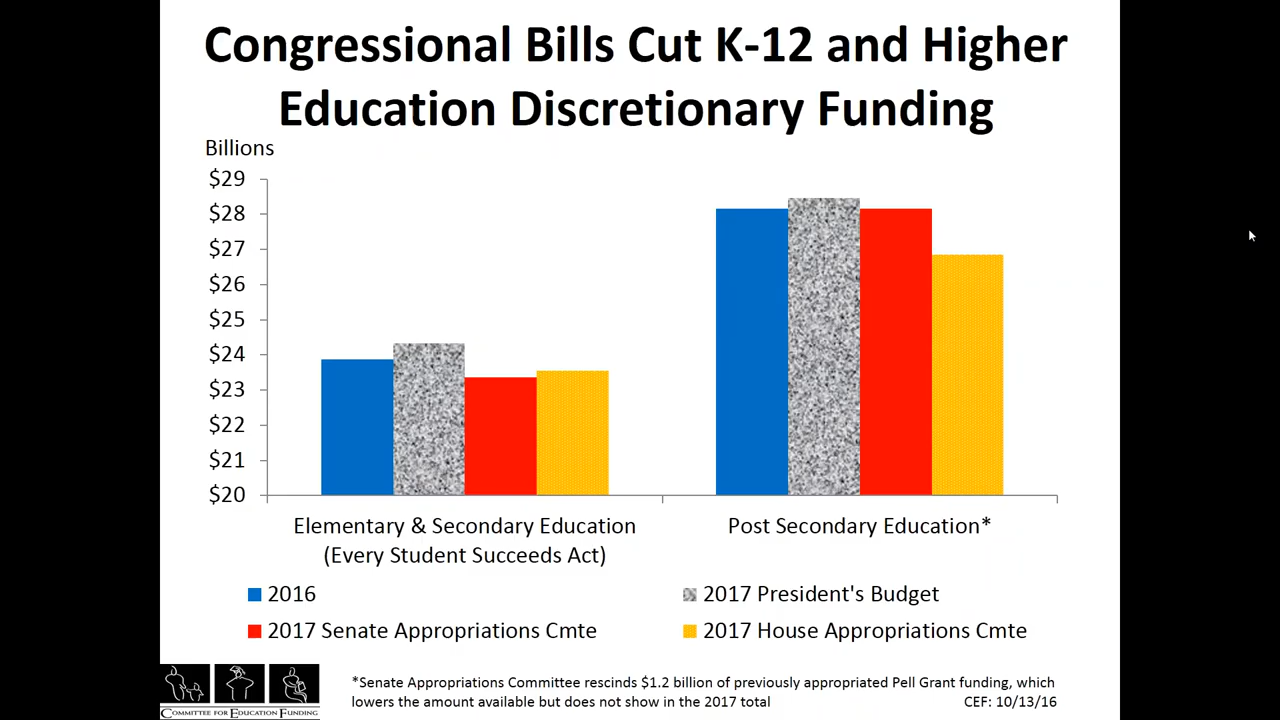 Congressional Bills Cut K-12 and Higher
Education Discretionary Funding
Billions
$29
$28
$27
$26
$25
$24
$23
$22
$21
$20
Elementary & Secondary Education
(Every Student Succeeds Act)
Post Secondary Education*
2016
2017 President's Budget
2017 Senate Appropriations Cmte
2017 House Appropriations Cmte
COMMITTEE FOR EDUCATION FUNDING
*Senate Appropriations Committee rescinds $1.2 billion of previously appropriated Pell Grant funding, which
lowers the amount available but does not show in the 2017 total
CEF: 10/13/16